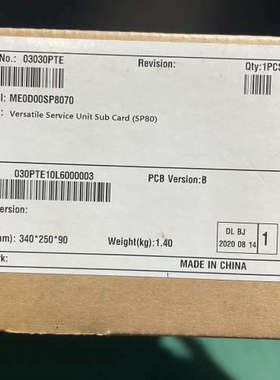 No.: 03030PTE
Revision:
Qty:1PCS
l: ME0D00SP8070
: Versatile Service Unit Sub Card (SP80)
030PTE10L6000003
PCB Version:B
ersion:
DL BJ
2020 08 14
1
m): 340*250*90
Weight(kg):1.40
rk:
MADE IN CHINA